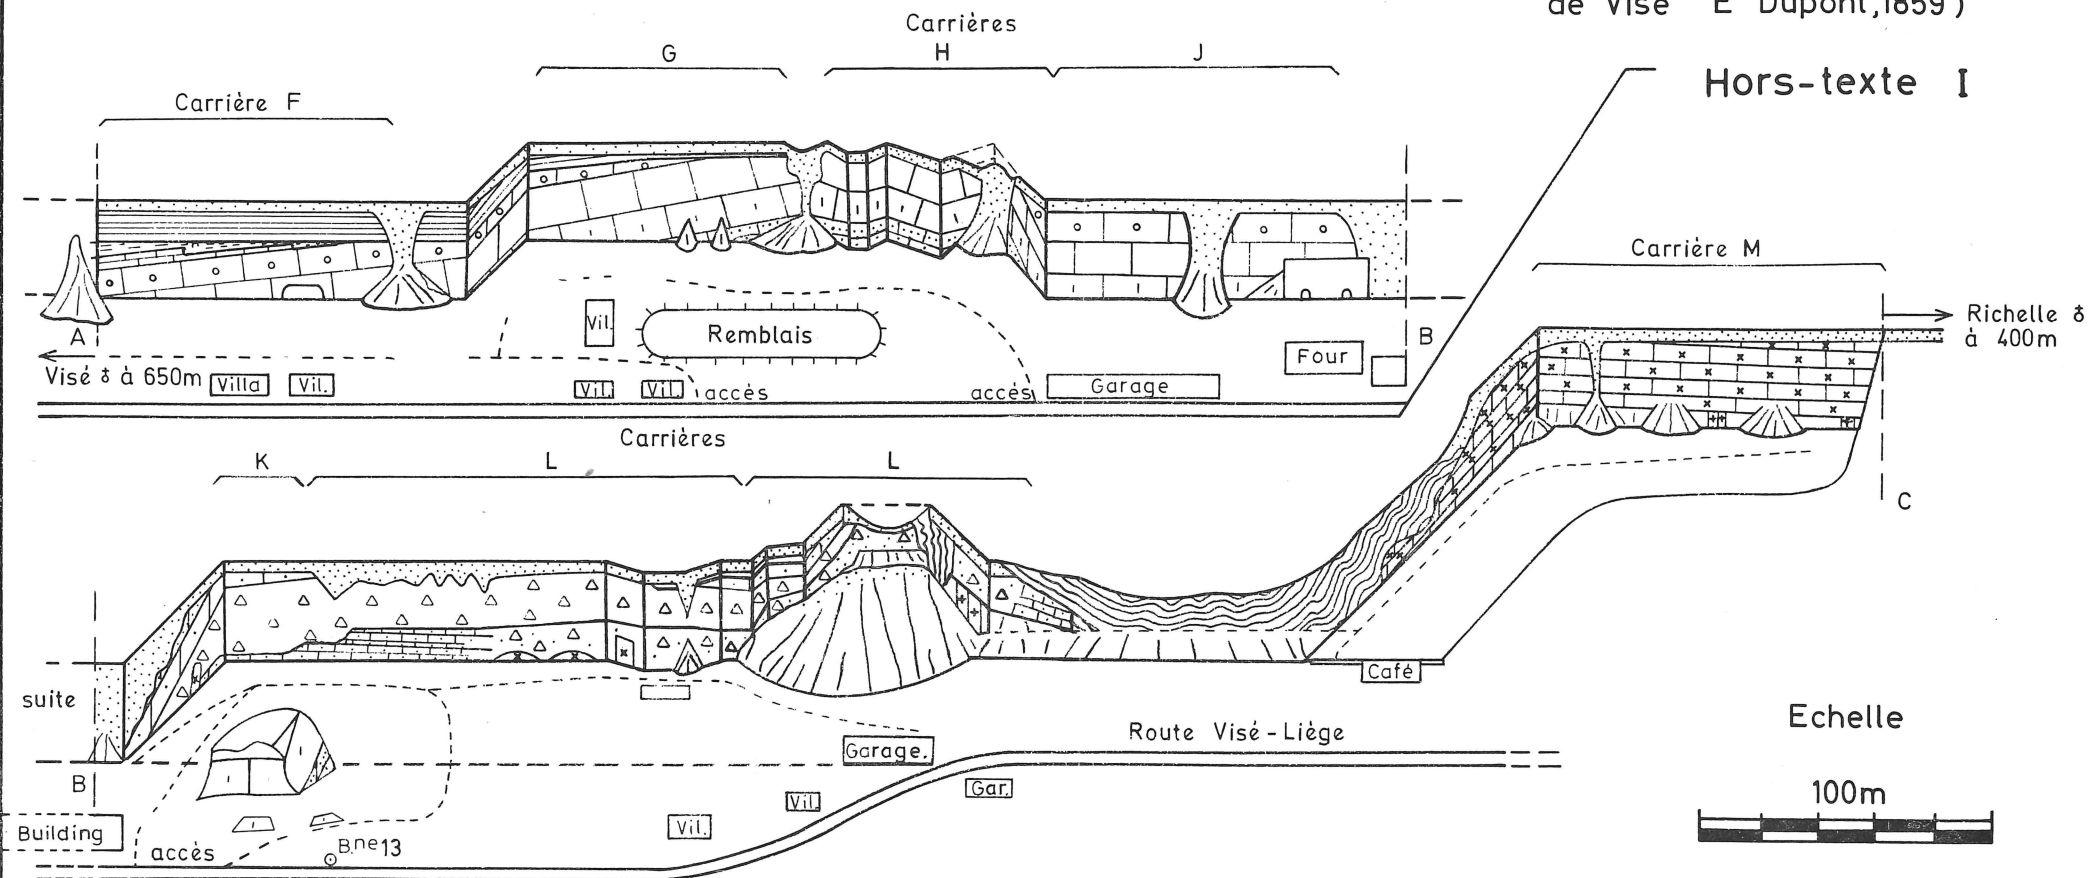 de Visé E Dupont, 1859)
Hors-texte I
Carrières
G H J
Carrière F
Carrière M
A
Vil.
Remblais
B
Four
Richelle à 400m
Visé à 650m
Villa
Vil.
Vil.
Vil.
accès
accès
Garage
Carrières
K L L
C
Café
suite
B
Garage.
Route Visé-Liège
Gar.
Vil.
Vil.
Building
accès
B.ne 13
Echelle
100m